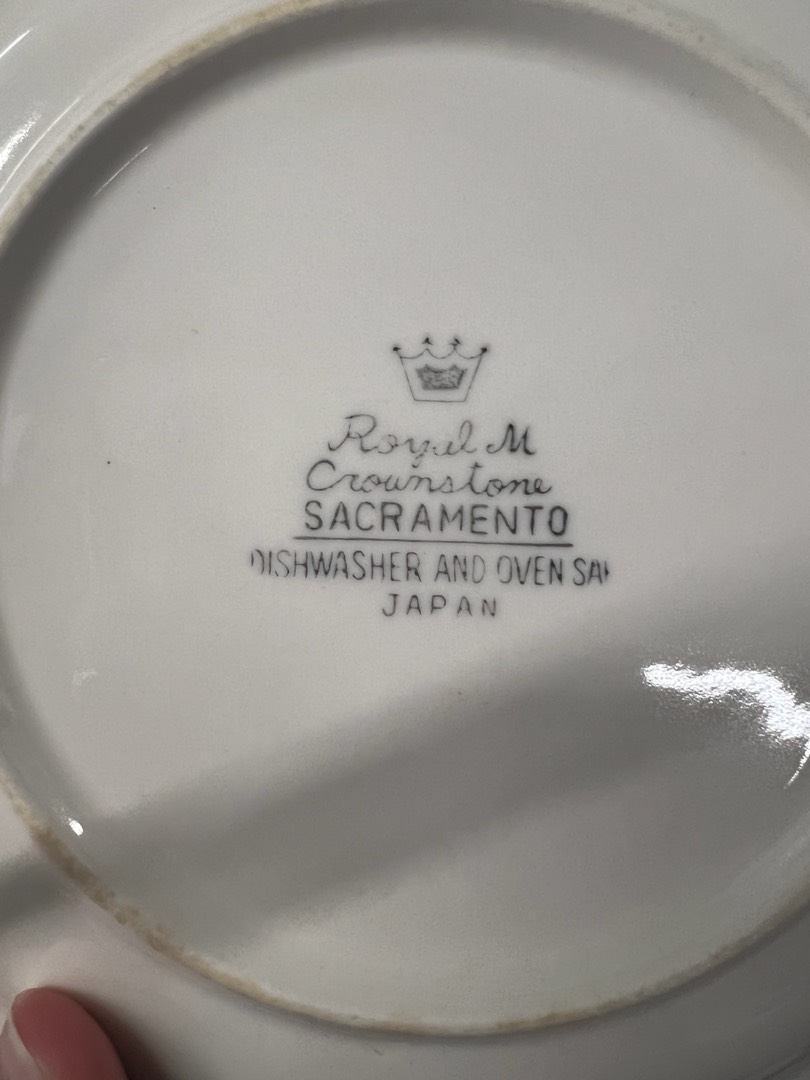 Royal M
Crownstone
SACRAMENTO
DISHWASHER AND OVEN SA
JAPAN